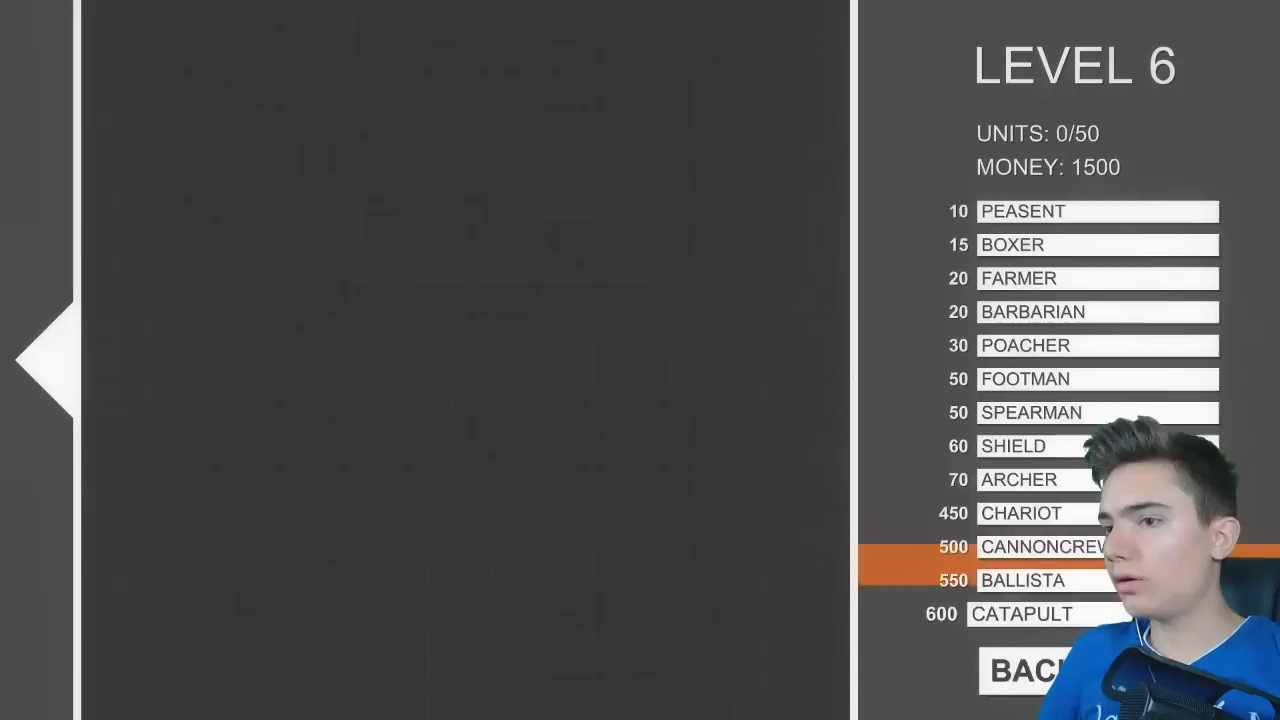 LEVEL 6
UNITS: 0/50
MONEY: 1500
10 PEASENT
15 BOXER
20 FARMER
20 BARBARIAN
30 POACHER
50 FOOTMAN
50 SPEARMAN
60 SHIELD
70 ARCHER
450 CHARIOT
500 CANNONCREW
550 BALLISTA
600 CATAPULT
BAC